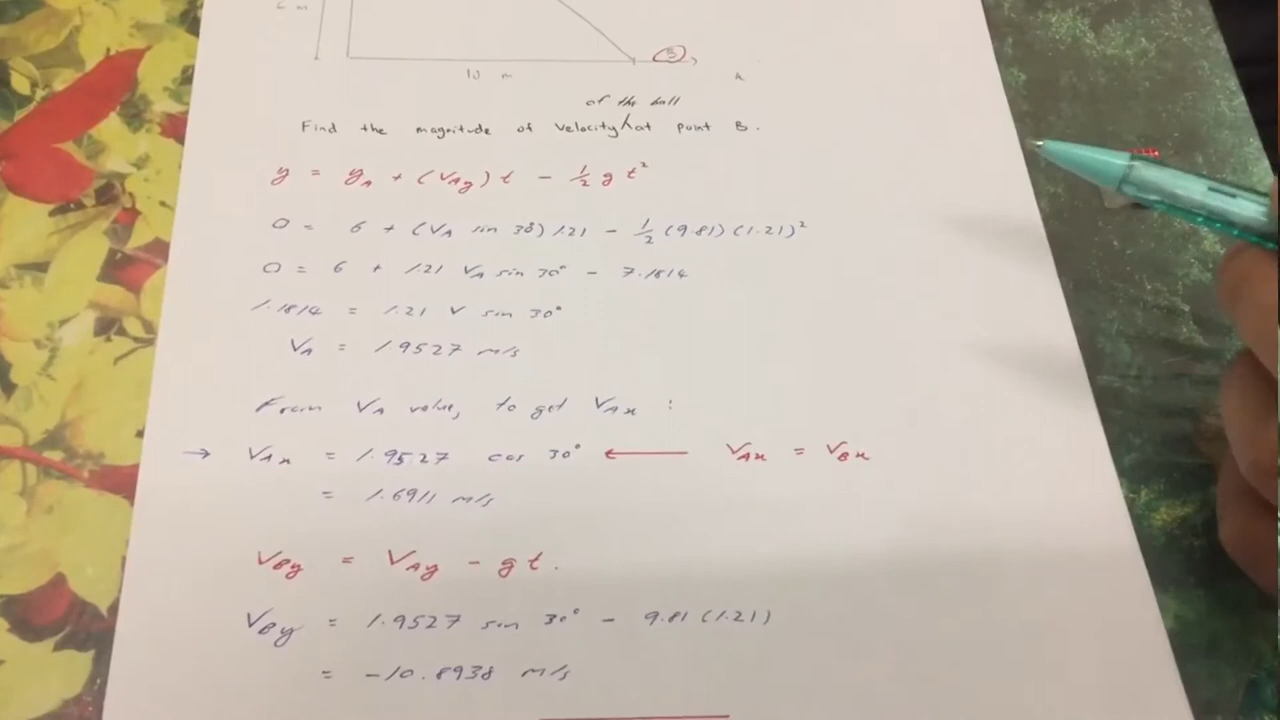 6 m
B
10 m
of the ball
Find the magnitude of velocity at point B.
y = yA + (VAy) t - 1/2 g t²
0 = 6 + (VA sin 30°) 1.21 - 1/2 (9.81) (1.21)²
0 = 6 + 1.21 VA sin 30° - 7.1814
1.1814 = 1.21 V sin 30°
VA = 1.9527 m/s
From VA value, to get VAx :
→ VAx = 1.9527 cos 30° ← VAx = VBx
= 1.6911 m/s
VBy = VAy - gt.
VBy = 1.9527 sin 30° - 9.81 (1.21)
= -10.8938 m/s